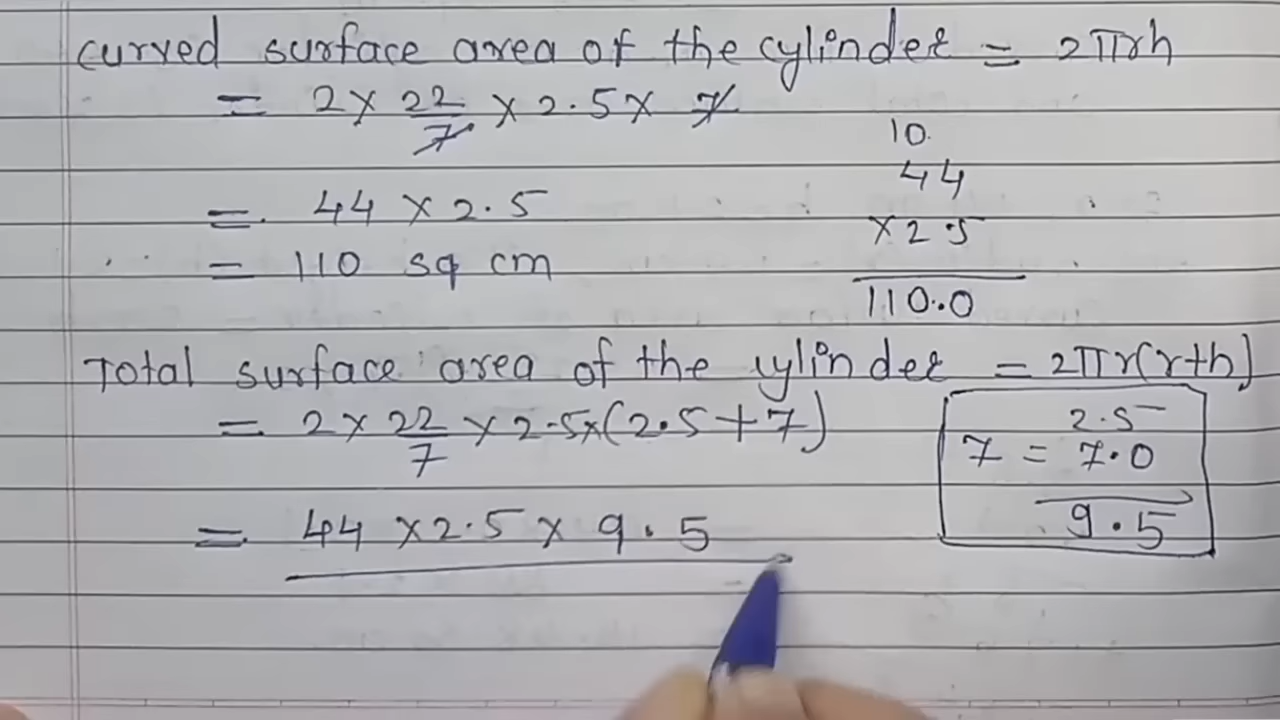 curved surface area of the cylinder = 2πrh
= 2 × 22/7 × 2.5 × 7
10
44
= 44 × 2.5
× 2.5
= 110 sq cm
110.0
Total surface area of the cylinder = 2πr(r+h)
= 2 × 22/7 × 2.5 × (2.5 + 7)
2.5
7 = 7.0
9.5
= 44 × 2.5 × 9.5